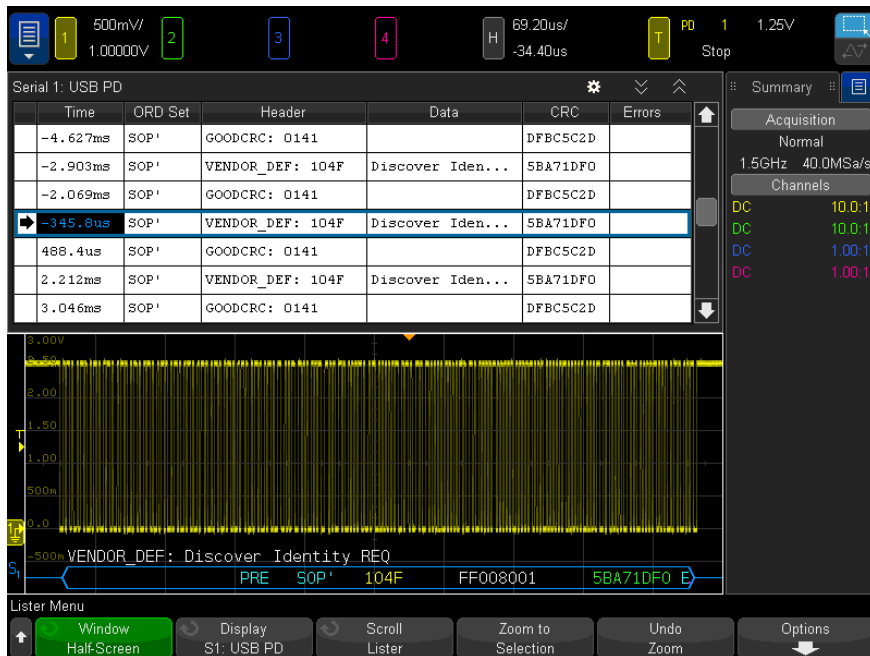 1 500mV/ 2 3 4 H 69.20us/ T PD 1 1.25V
1.00000V -34.40us Stop
Serial 1: USB PD
Time ORD Set Header Data CRC Errors
-4.627ms SOP' GOODCRC: 0141 DFBC5C2D
-2.903ms SOP' VENDOR_DEF: 104F Discover Iden... 5BA71DF0
-2.069ms SOP' GOODCRC: 0141 DFBC5C2D
-345.8us SOP' VENDOR_DEF: 104F Discover Iden... 5BA71DF0
488.4us SOP' GOODCRC: 0141 DFBC5C2D
2.212ms SOP' VENDOR_DEF: 104F Discover Iden... 5BA71DF0
3.046ms SOP' GOODCRC: 0141 DFBC5C2D
Summary
Acquisition
Normal
1.5GHz 40.0MSa/s
Channels
DC 10.0:1
DC 10.0:1
DC 1.00:1
DC 1.00:1
3.00V
2.50
2.00
T 1.50
1.00
500m
0.0
-500m VENDOR_DEF: Discover Identity REQ
S1 PRE SOP' 104F FF008001 5BA71DF0 E
Lister Menu
Window Display Scroll Zoom to Undo Options
Half-Screen S1: USB PD Lister Selection Zoom